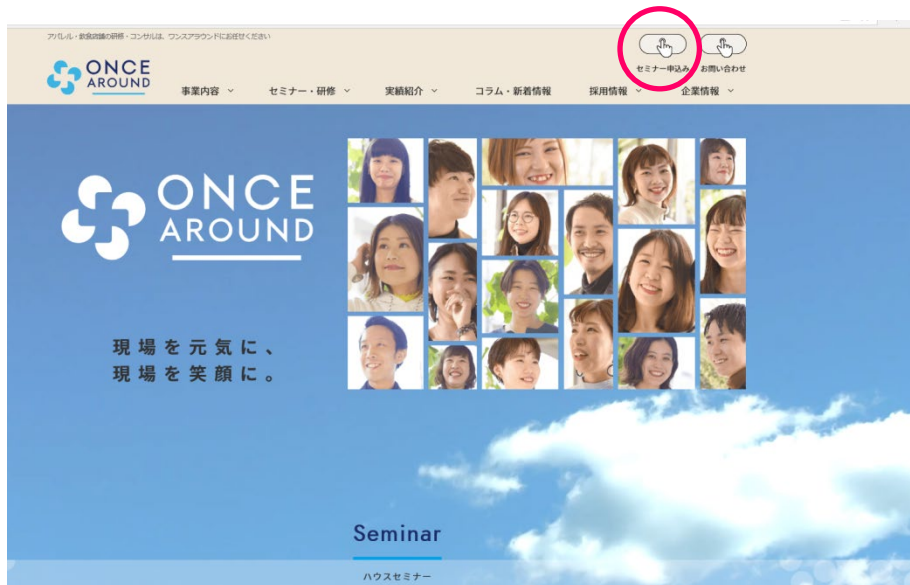 アパレル・飲食店舗の研修・コンサルは、ワンスアラウンドにお任せください
セミナー申込み お問い合わせ
ONCE
AROUND
事業内容 セミナー・研修 実績紹介 コラム・新着情報 採用情報 企業情報
ONCE
AROUND
現場を元気に、
現場を笑顔に。
Seminar
ハウスセミナー